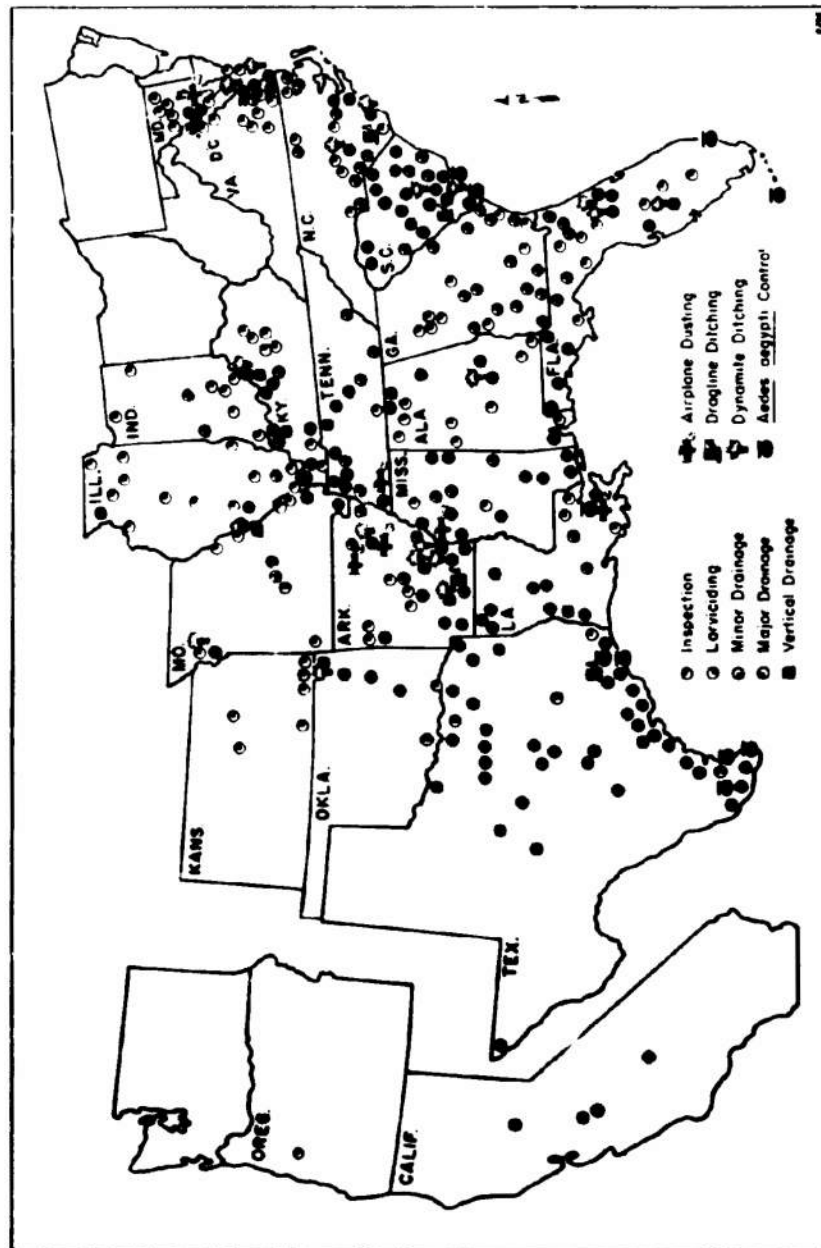 OREG.
CALIF.
TEX.
KANS
OKLA.
MO.
ARK.
LA.
ILL.
IND.
KY.
TENN.
MISS.
ALA
GA.
FLA.
S.C.
N.C.
VA.
DC
MD.
N
Inspection
Larviciding
Minor Drainage
Major Drainage
Vertical Drainage
Airplane Dusting
Dragline Ditching
Dynamite Ditching
Aedes aegypti Control